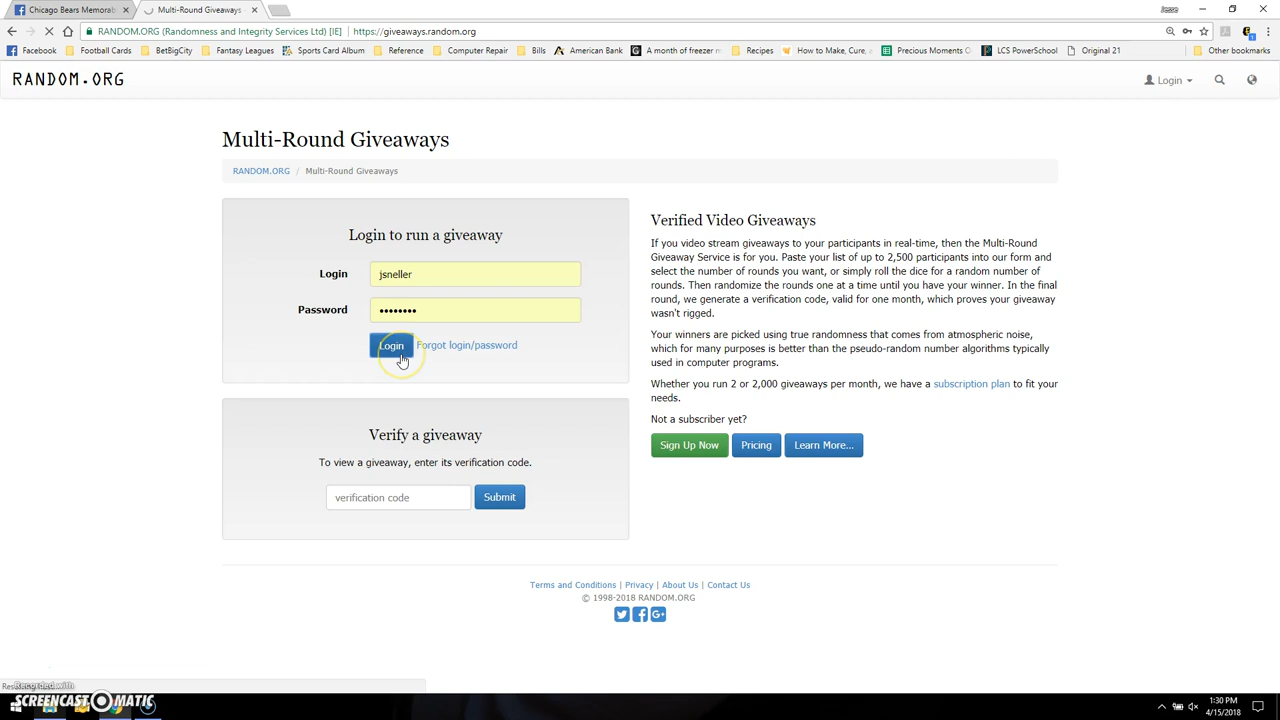 Chicago Bears Memorab
Multi-Round Giveaways
RANDOM.ORG (Randomness and Integrity Services Ltd) [IE] | https://giveaways.random.org
Facebook Football Cards BetBigCity Fantasy Leagues Sports Card Album Reference Computer Repair Bills American Bank A month of freezer m How to Make, Cure, a Precious Moments O LCS PowerSchool Original 21 Other bookmarks
RANDOM.ORG
Login
Multi-Round Giveaways
RANDOM.ORG / Multi-Round Giveaways
Login to run a giveaway
Login jsneller
Password ••••••••
Login Forgot login/password
Verify a giveaway
To view a giveaway, enter its verification code.
verification code Submit
Verified Video Giveaways
If you video stream giveaways to your participants in real-time, then the Multi-Round
Giveaway Service is for you. Paste your list of up to 2,500 participants into our form and
select the number of rounds you want, or simply roll the dice for a random number of
rounds. Then randomize the rounds one at a time until you have your winner. In the final
round, we generate a verification code, valid for one month, which proves your giveaway
wasn't rigged.
Your winners are picked using true randomness that comes from atmospheric noise,
which for many purposes is better than the pseudo-random number algorithms typically
used in computer programs.
Whether you run 2 or 2,000 giveaways per month, we have a subscription plan to fit your
needs.
Not a subscriber yet?
Sign Up Now Pricing Learn More...
Terms and Conditions | Privacy | About Us | Contact Us
© 1998-2018 RANDOM.ORG
Recorded with
SCREENCAST MATIC
1:30 PM
4/15/2018